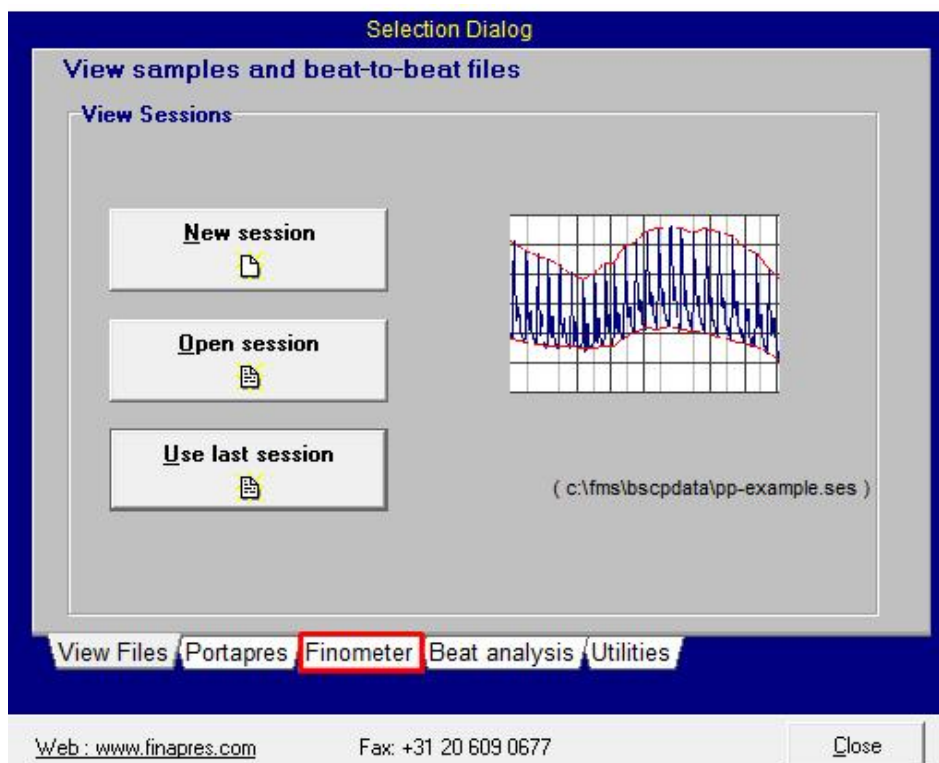 Selection Dialog
View samples and beat-to-beat files
View Sessions
New session
Open session
Use last session
( c:\fms\bscpdata\pp-example.ses )
View Files Portapres Finometer Beat analysis Utilities
Web : www.finapres.com Fax: +31 20 609 0677 Close